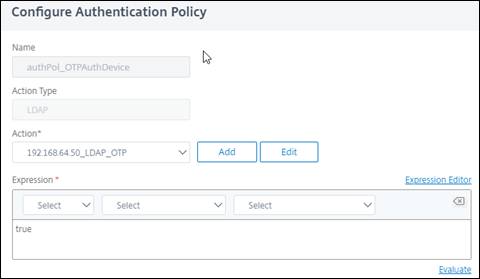 Configure Authentication Policy
Name
authPol_OTPAuthDevice
Action Type
LDAP
Action*
192.168.64.50_LDAP_OTP
Add
Edit
Expression *
Expression Editor
Select
Select
Select
true
Evaluate